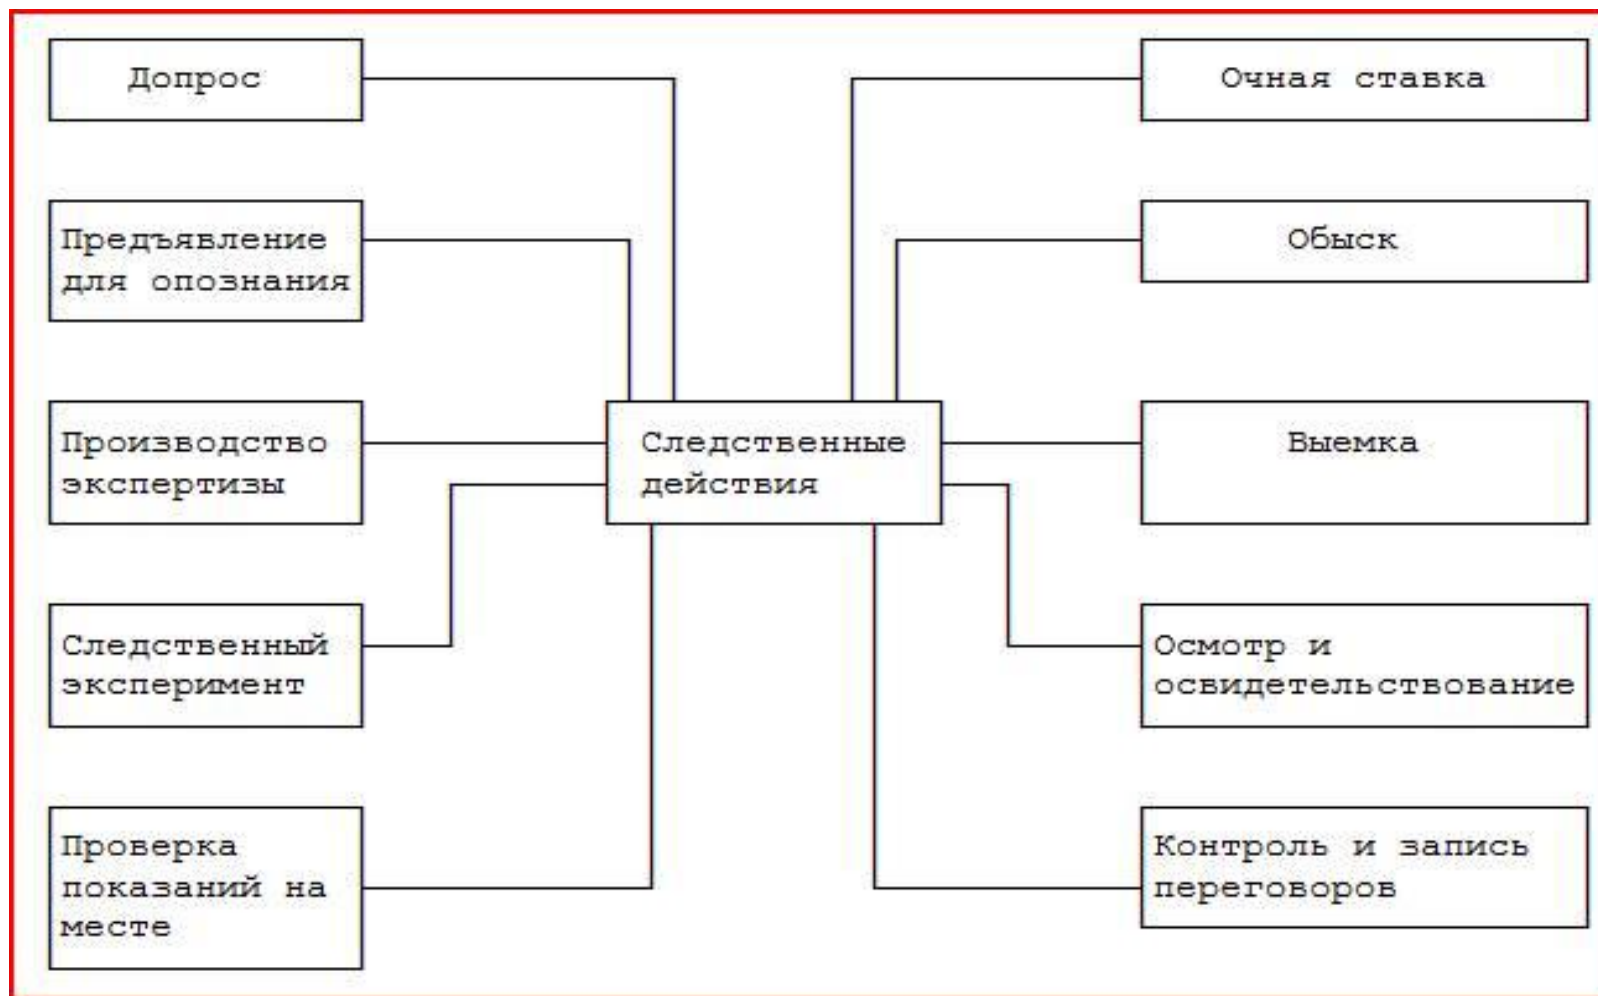 Допрос
Очная ставка
Предъявление
для опознания
Обыск
Производство
экспертизы
Следственные
действия
Выемка
Следственный
эксперимент
Осмотр и
освидетельствование
Проверка
показаний на
месте
Контроль и запись
переговоров